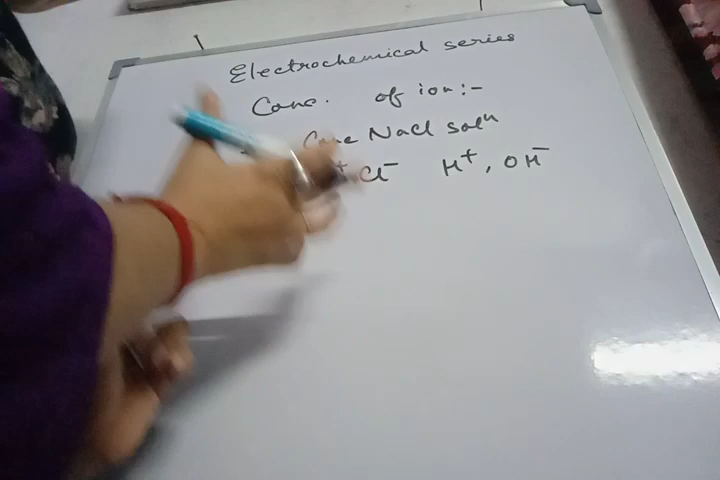 Electrochemical series
Conc. of ion:-
Conc NaCl solⁿ
⁺ Cl⁻ H⁺, OH⁻